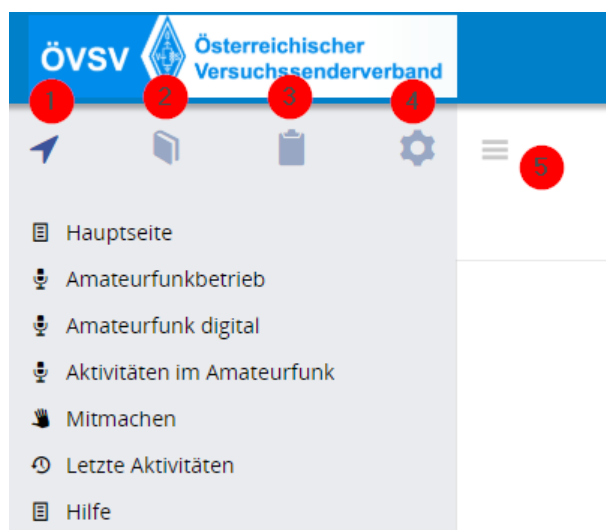 ÖVSV
Österreichischer
Versuchssenderverband
1
2
3
4
5
Hauptseite
Amateurfunkbetrieb
Amateurfunk digital
Aktivitäten im Amateurfunk
Mitmachen
Letzte Aktivitäten
Hilfe